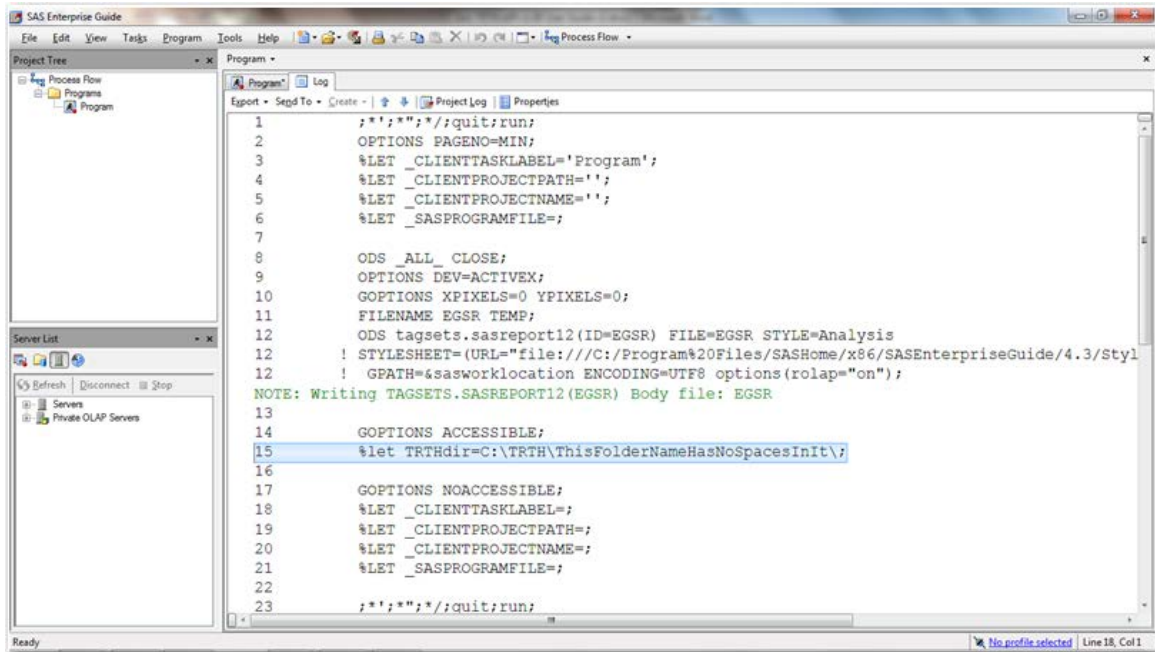 SAS Enterprise Guide
File Edit View Tasks Program Tools Help Process Flow
Project Tree
Process Flow
Programs
Program
Server List
Refresh Disconnect Stop
Servers
Private OLAP Servers
Program
Program* Log
Export Send To Create Project Log Properties
1 ;*';*";*/;quit;run;
2 OPTIONS PAGENO=MIN;
3 %LET _CLIENTTASKLABEL='Program';
4 %LET _CLIENTPROJECTPATH='';
5 %LET _CLIENTPROJECTNAME='';
6 %LET _SASPROGRAMFILE=;
7
8 ODS _ALL_ CLOSE;
9 OPTIONS DEV=ACTIVEX;
10 GOPTIONS XPIXELS=0 YPIXELS=0;
11 FILENAME EGSR TEMP;
12 ODS tagsets.sasreport12(ID=EGSR) FILE=EGSR STYLE=Analysis
12 ! STYLESHEET=(URL="file:///C:/Program%20Files/SASHome/x86/SASEnterpriseGuide/4.3/Styl
12 ! GPATH=&sasworklocation ENCODING=UTF8 options(rolap="on");
NOTE: Writing TAGSETS.SASREPORT12(EGSR) Body file: EGSR
13
14 GOPTIONS ACCESSIBLE;
15 %let TRTHdir=C:\TRTH\ThisFolderNameHasNoSpacesInIt\;
16
17 GOPTIONS NOACCESSIBLE;
18 %LET _CLIENTTASKLABEL=;
19 %LET _CLIENTPROJECTPATH=;
20 %LET _CLIENTPROJECTNAME=;
21 %LET _SASPROGRAMFILE=;
22
23 ;*';*";*/;quit;run;
Ready No profile selected Line 18, Col 1